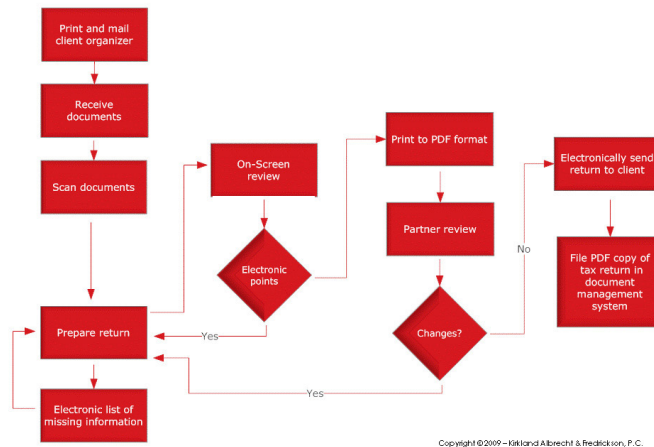 Print and mail
client organizer
Receive
documents
Scan documents
Prepare return
Electronic list of
missing information
On-Screen
review
Electronic
points
Yes
Print to PDF format
Partner review
Changes?
Yes
No
Electronically send
return to client
File PDF copy of
tax return in
document
management
system
Copyright ©2009 – Kirkland Albrecht & Fredrickson, P.C.